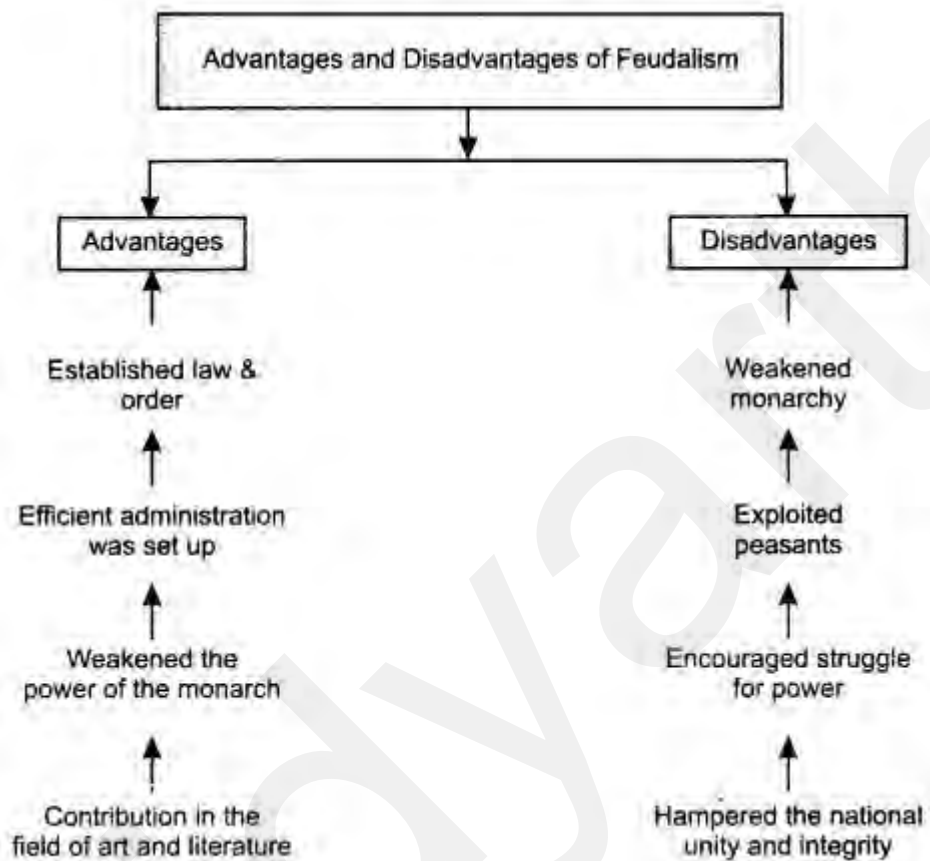 Advantages and Disadvantages of Feudalism
Advantages
Established law &
order
Efficient administration
was set up
Weakened the
power of the monarch
Contribution in the
field of art and literature
Disadvantages
Weakened
monarchy
Exploited
peasants
Encouraged struggle
for power
Hampered the national
unity and integrity